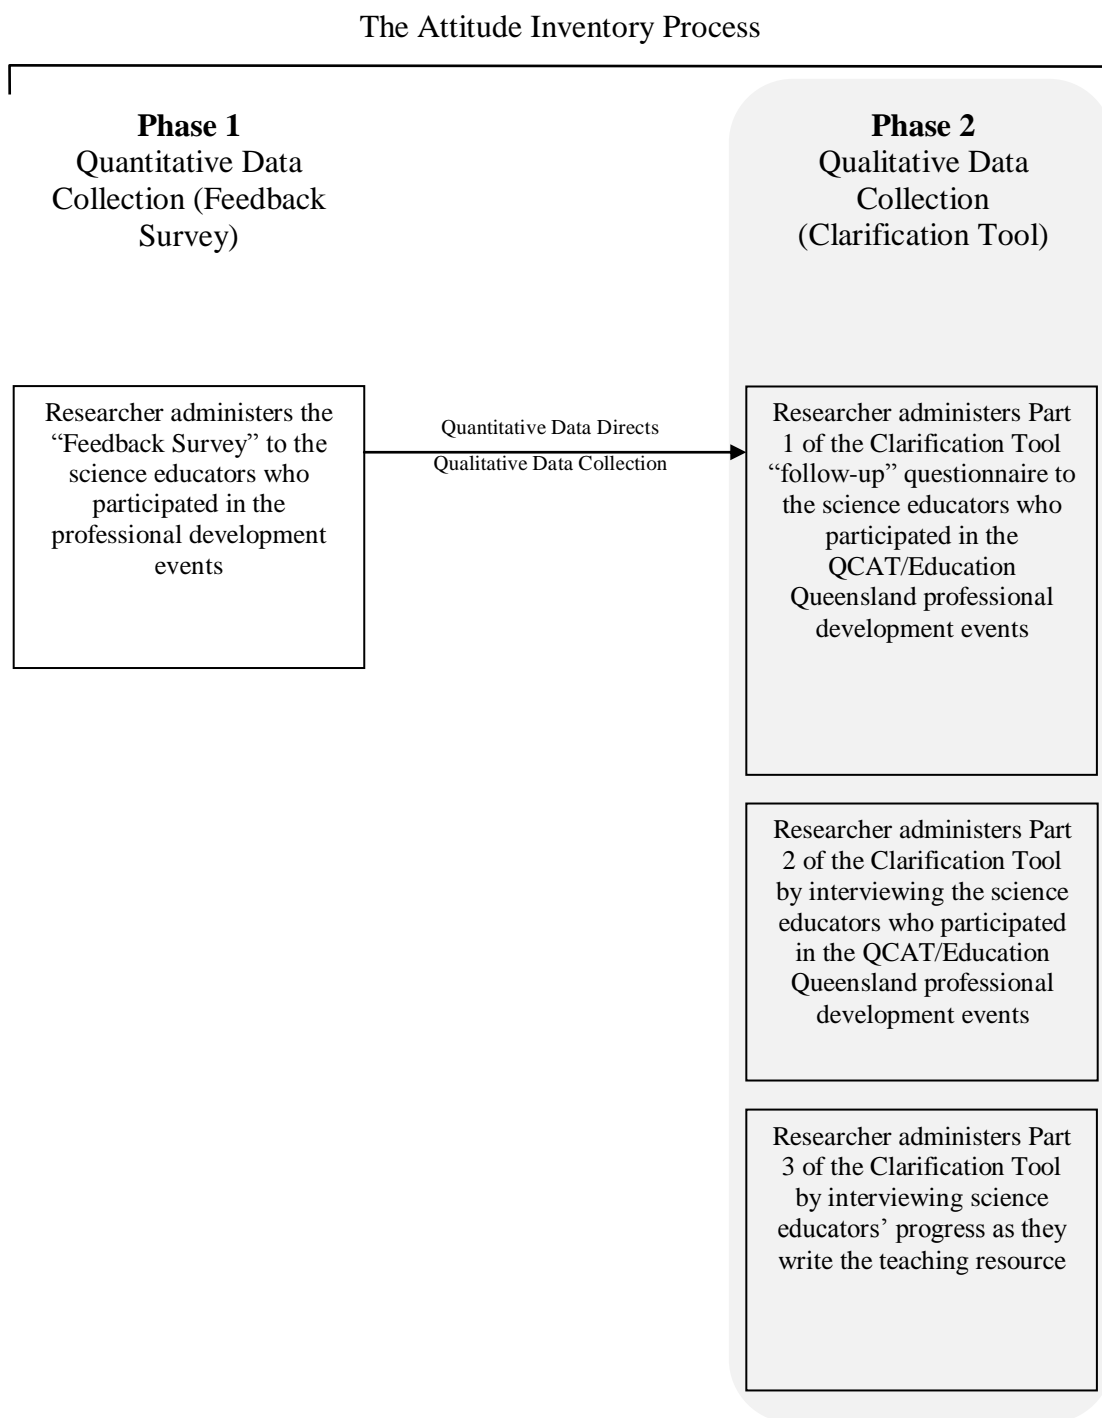 The Attitude Inventory Process
Phase 1
Quantitative Data
Collection (Feedback
Survey)
Phase 2
Qualitative Data
Collection
(Clarification Tool)
Researcher administers the
“Feedback Survey” to the
science educators who
participated in the
professional development
events
Quantitative Data Directs
Qualitative Data Collection
Researcher administers Part
1 of the Clarification Tool
“follow-up” questionnaire to
the science educators who
participated in the
QCAT/Education
Queensland professional
development events
Researcher administers Part
2 of the Clarification Tool
by interviewing the science
educators who participated
in the QCAT/Education
Queensland professional
development events
Researcher administers Part
3 of the Clarification Tool
by interviewing science
educators’ progress as they
write the teaching resource